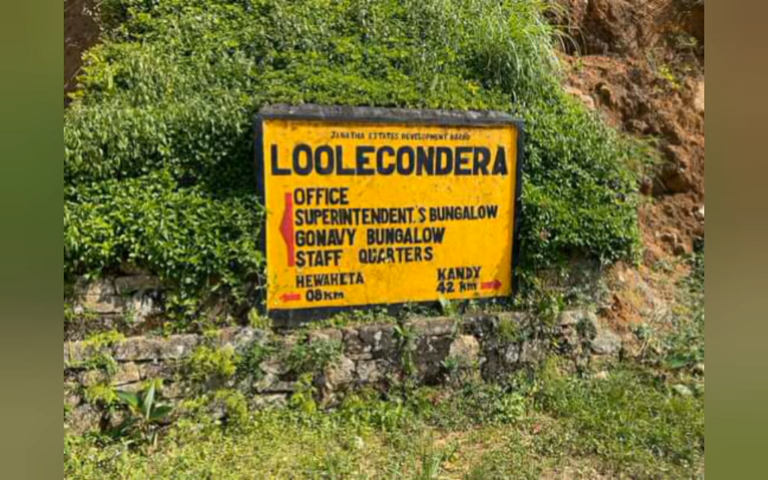 JANATHA ESTATES DEVELOPMENT BOARD
LOOLECONDERA
OFFICE
SUPERINTENDENT'S BUNGALOW
GONAVY BUNGALOW
STAFF QUARTERS
HEWAHETA KANDY
08km 42 km